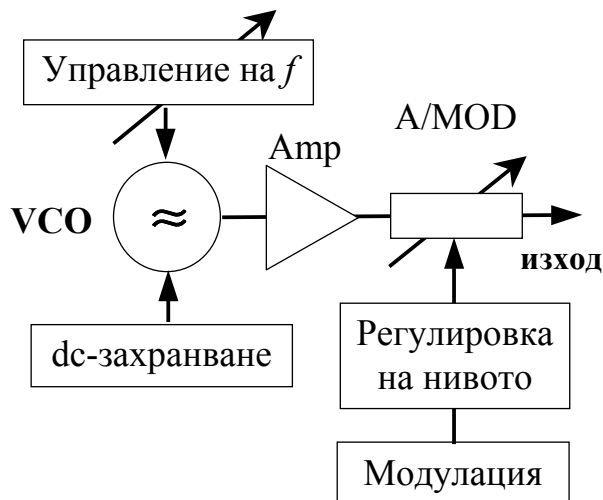 Управление на f
A/MOD
Amp
VCO
≈
изход
dc-захранване
Регулировка
на нивото
Модулация